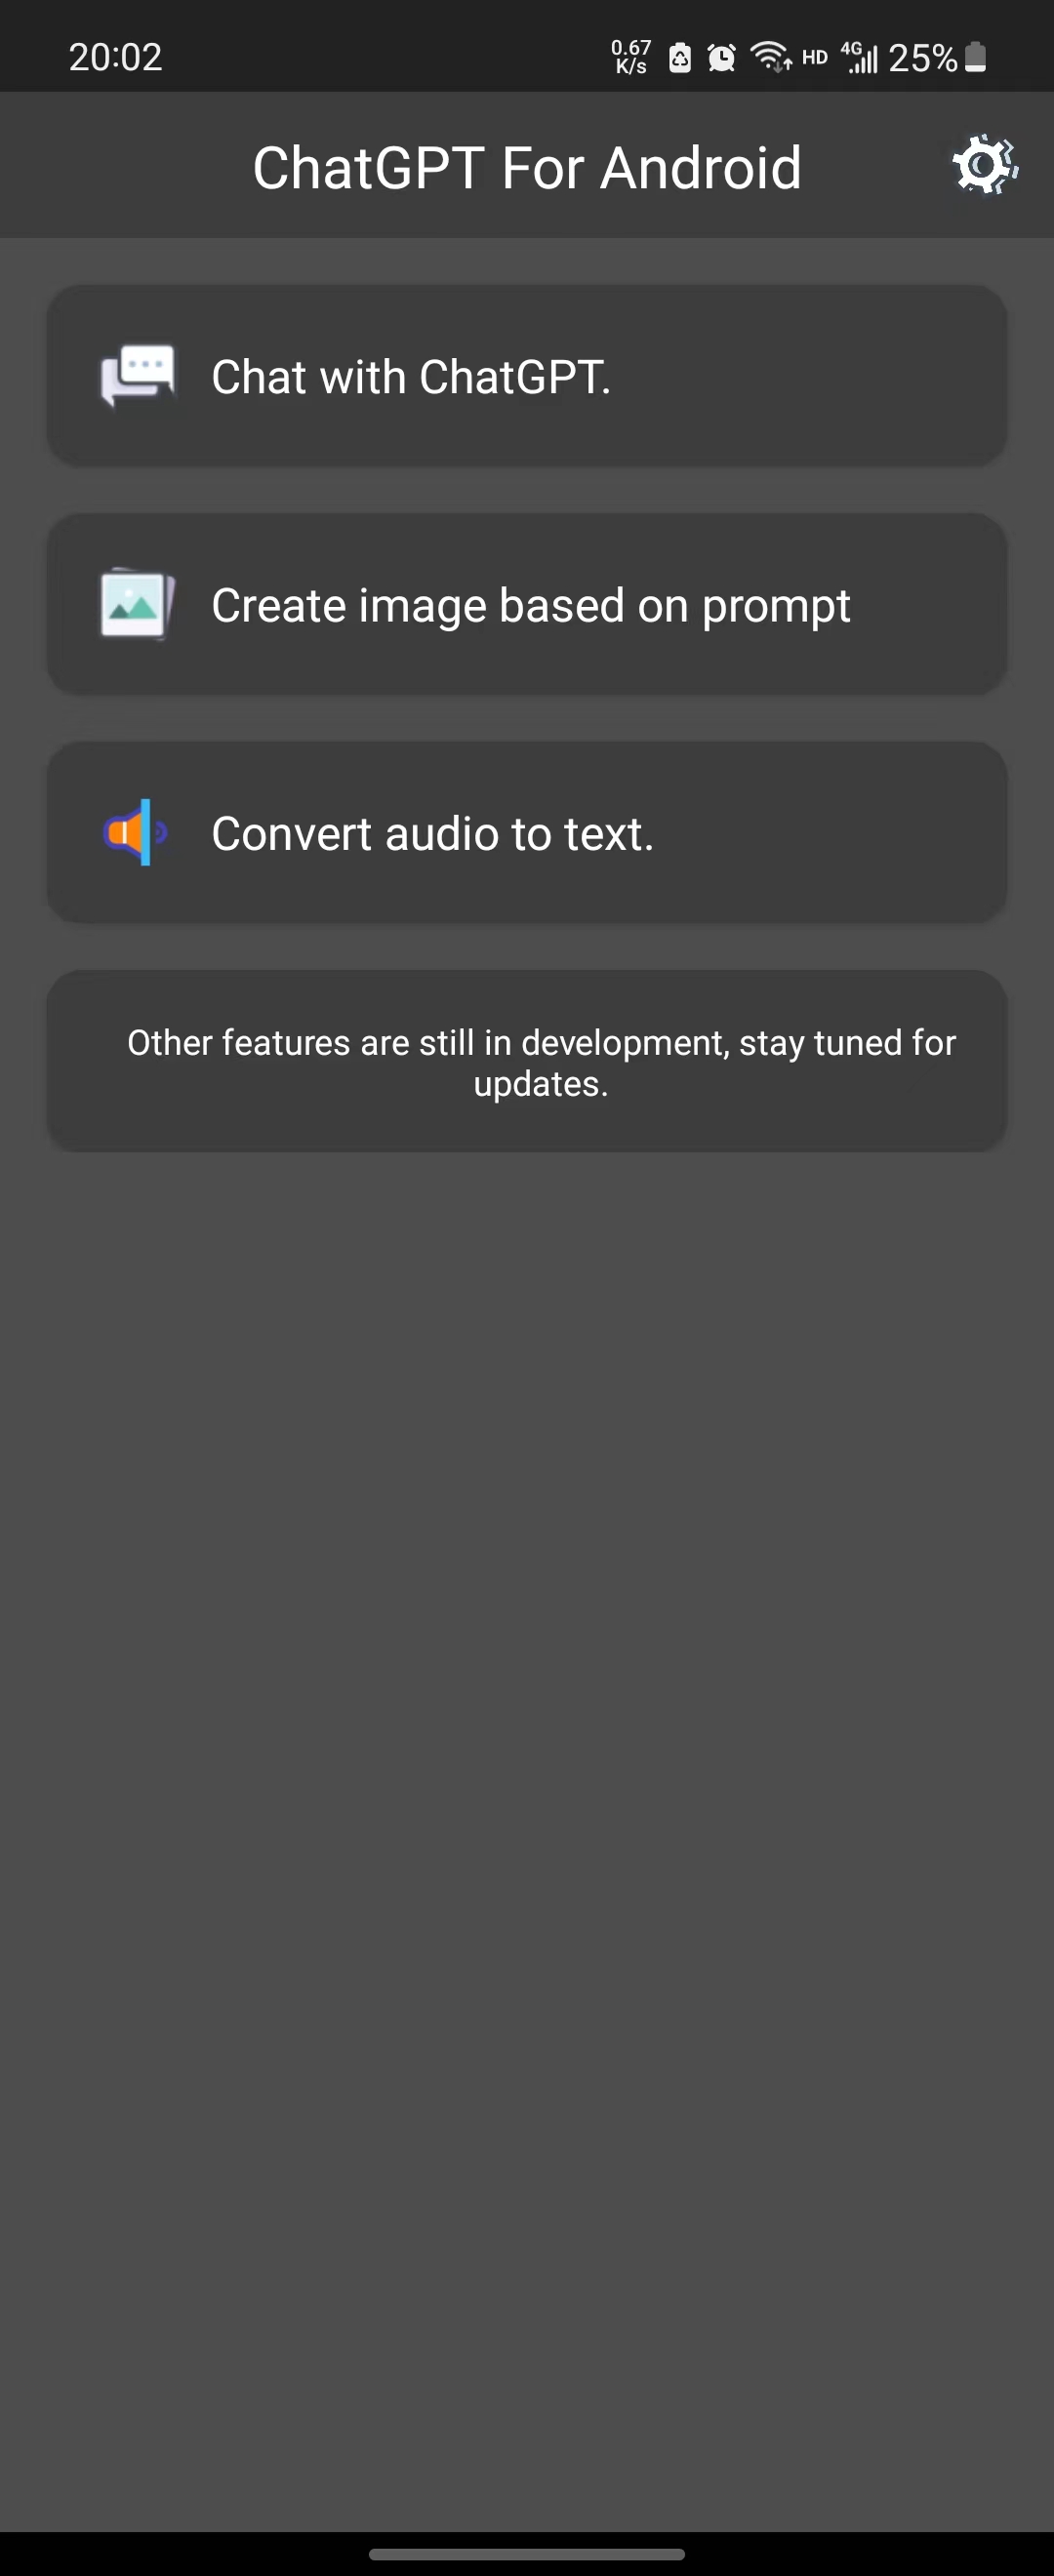 20:02
0.67
K/s
HD
4G
25%
ChatGPT For Android
Chat with ChatGPT.
Create image based on prompt
Convert audio to text.
Other features are still in development, stay tuned for
updates.